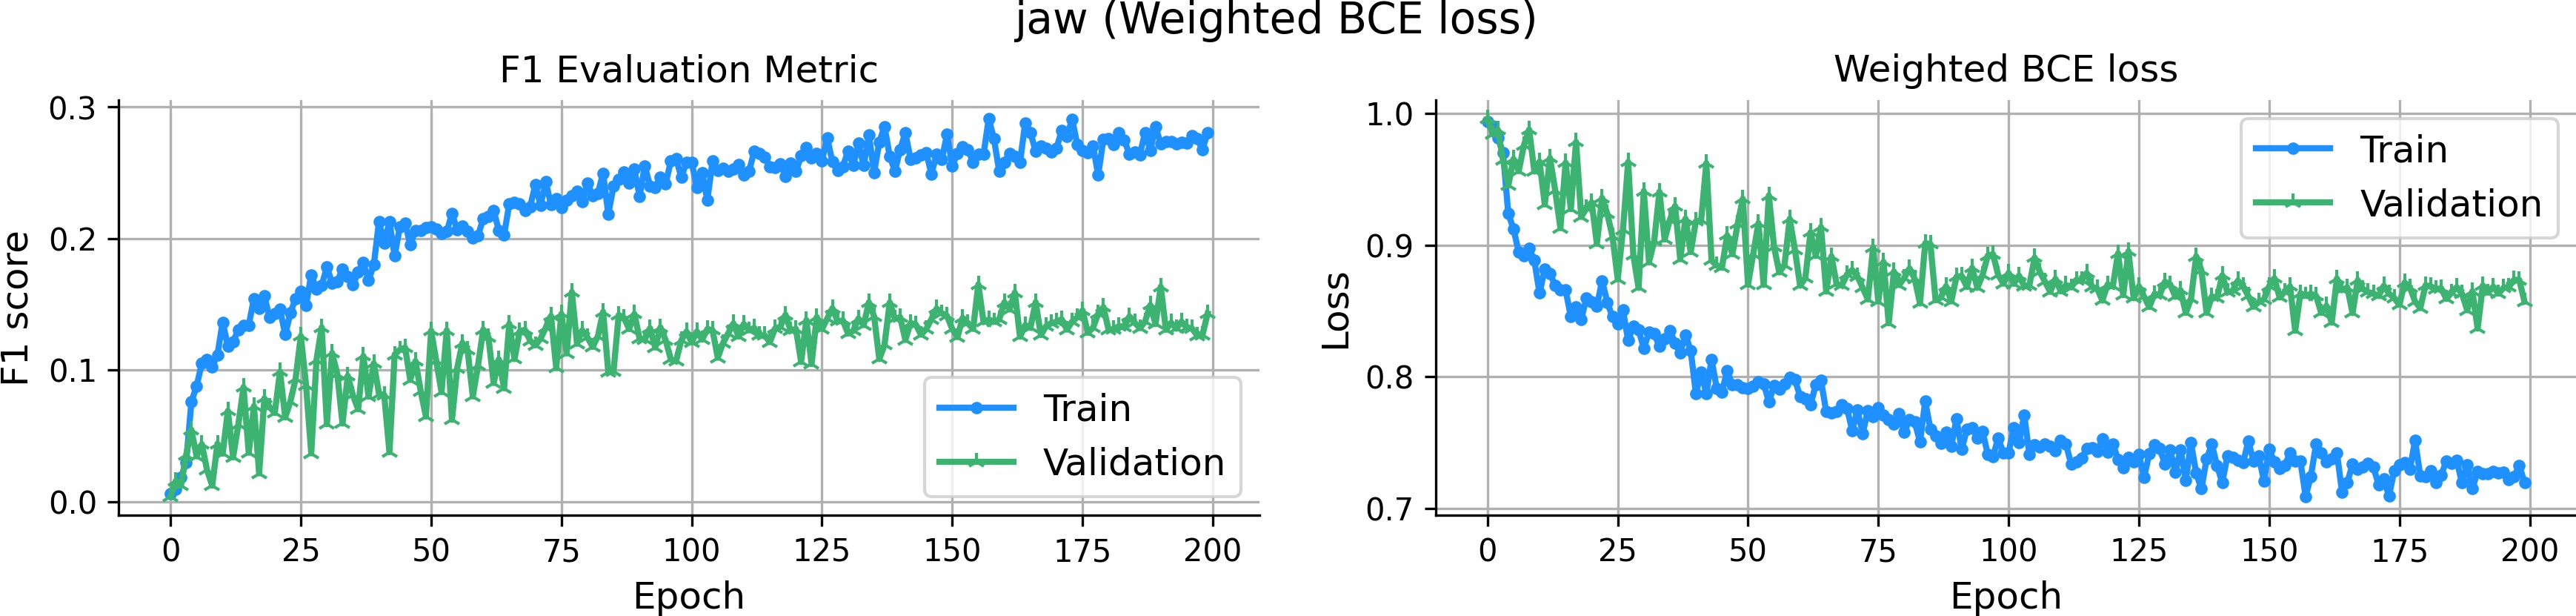 jaw (Weighted BCE loss)
F1 Evaluation Metric
F1 score
0.3
0.2
0.1
0.0
Train
Validation
0 25 50 75 100 125 150 175 200
Epoch
Weighted BCE loss
Loss
1.0
0.9
0.8
0.7
Train
Validation
0 25 50 75 100 125 150 175 200
Epoch